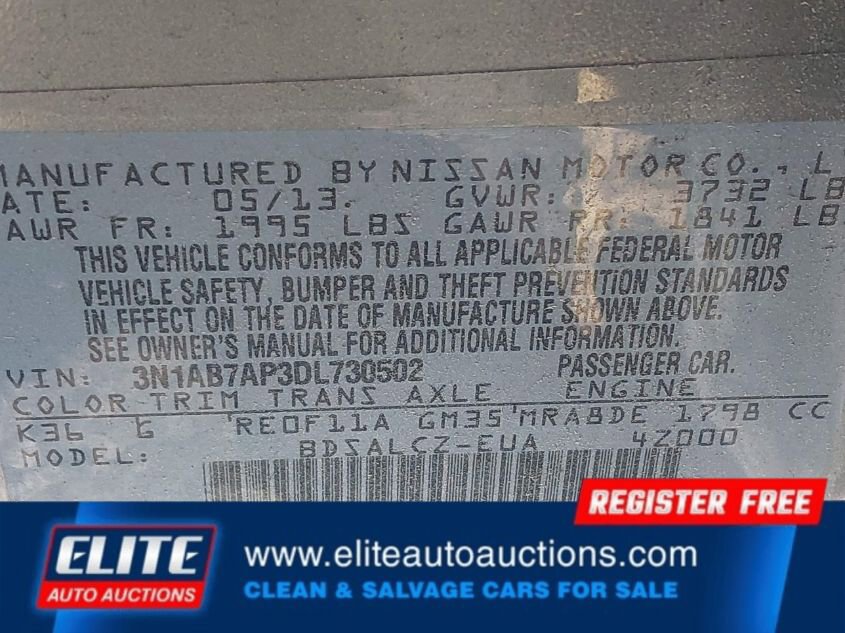 MANUFACTURED BY NISSAN MOTOR CO., L
ATE: 05/13. GVWR: 3732 LB
AWR FR: 1995 LBS GAWR RR: 1841 LB
THIS VEHICLE CONFORMS TO ALL APPLICABLE FEDERAL MOTOR
VEHICLE SAFETY, BUMPER AND THEFT PREVENTION STANDARDS
IN EFFECT ON THE DATE OF MANUFACTURE SHOWN ABOVE.
SEE OWNER'S MANUAL FOR ADDITIONAL INFORMATION.
VIN: 3N1AB7AP3DL730502 PASSENGER CAR.
COLOR TRIM TRANS AXLE ENGINE
K36 G RE0F11A GM35 MRA8DE 1798 CC
MODEL: BDSALCZ-EUA 4Z000
REGISTER FREE
ELITE
AUTO AUCTIONS
www.eliteautoauctions.com
CLEAN & SALVAGE CARS FOR SALE